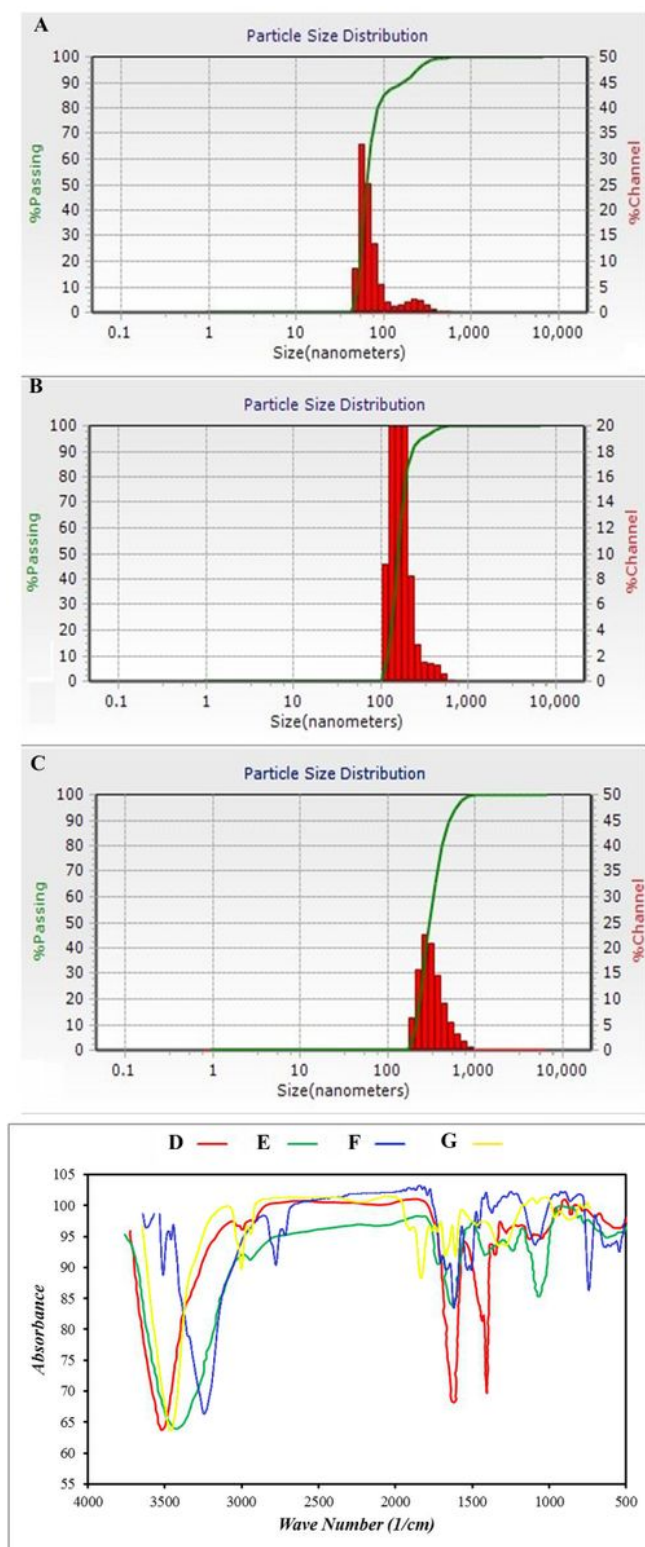 A
Particle Size Distribution
100 90 80 70 60 50 40 30 20 10 0
%Passing
50 45 40 35 30 25 20 15 10 5 0
%Channel
0.1 1 10 100 1,000 10,000
Size(nanometers)
B
Particle Size Distribution
100 90 80 70 60 50 40 30 20 10 0
%Passing
20 18 16 14 12 10 8 6 4 2 0
%Channel
0.1 1 10 100 1,000 10,000
Size(nanometers)
C
Particle Size Distribution
100 90 80 70 60 50 40 30 20 10 0
%Passing
50 45 40 35 30 25 20 15 10 5 0
%Channel
0.1 1 10 100 1,000 10,000
Size(nanometers)
D E F G
105 100 95 90 85 80 75 70 65 60 55
Absorbance
4000 3500 3000 2500 2000 1500 1000 500
Wave Number (1/cm)